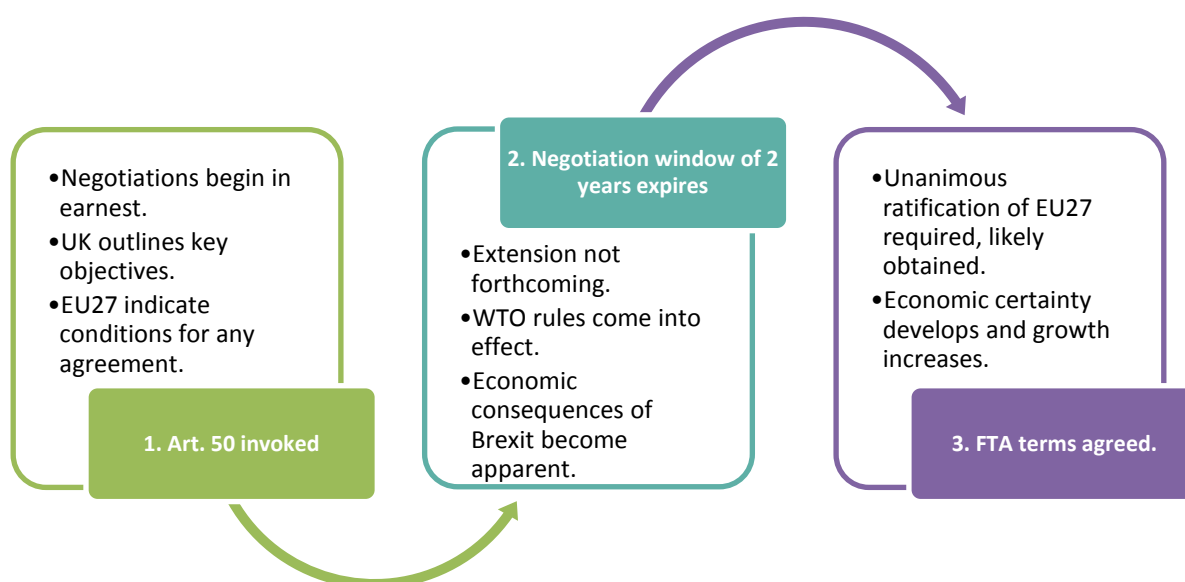 •Negotiations begin in
earnest.
•UK outlines key
objectives.
•EU27 indicate
conditions for any
agreement.
1. Art. 50 invoked
2. Negotiation window of 2
years expires
•Extension not
forthcoming.
•WTO rules come into
effect.
•Economic
consequences of
Brexit become
apparent.
•Unanimous
ratification of EU27
required, likely
obtained.
•Economic certainty
develops and growth
increases.
3. FTA terms agreed.